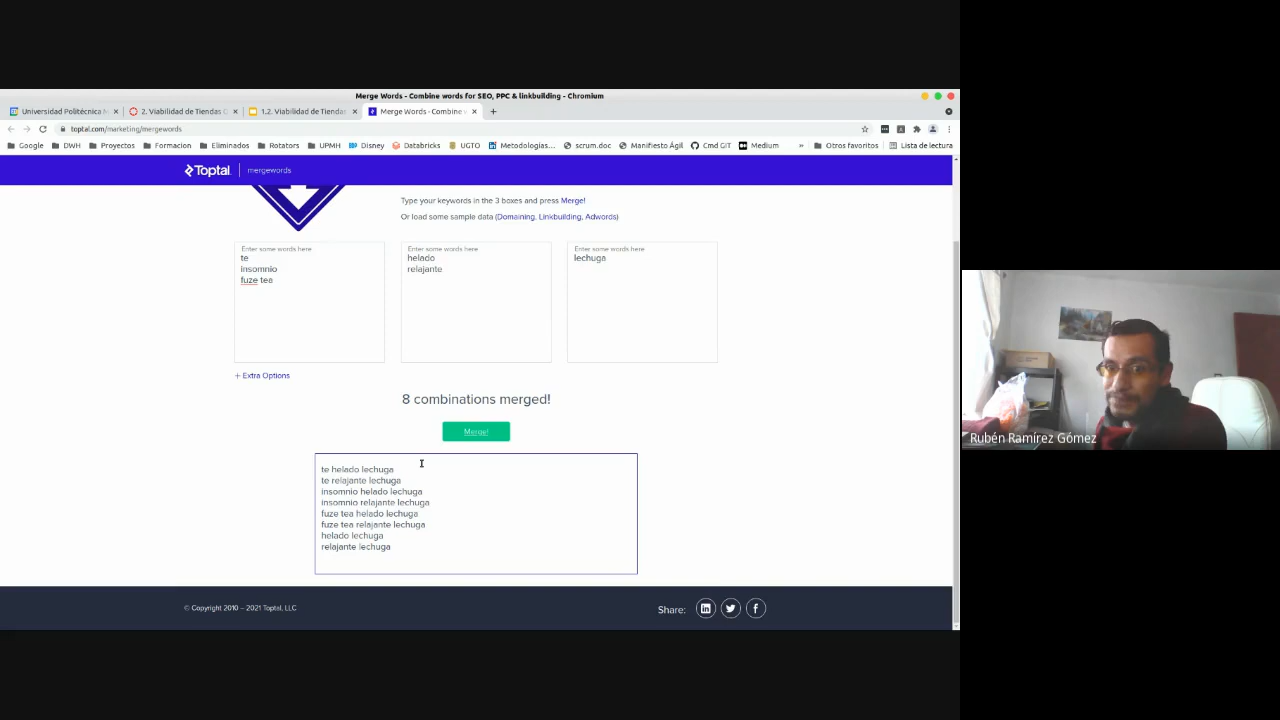 Merge Words - Combine words for SEO, PPC & linkbuilding - Chromium
Universidad Politécnica M
2. Viabilidad de Tiendas C
1.2. Viabilidad de Tiendas
Merge Words - Combine
toptal.com/marketing/mergewords
Google DWH Proyectos Formacion Eliminados Rotators UPMH Disney Databricks UGTO Metodologías... scrum.doc Manifiesto Ágil Cmd GIT Medium » Otros favoritos Lista de lectura
Toptal mergewords
Type your keywords in the 3 boxes and press Merge!
Or load some sample data (Domaining, Linkbuilding, Adwords)
Enter some words here
te
insomnio
fuze tea
Enter some words here
helado
relajante
Enter some words here
lechuga
+ Extra Options
8 combinations merged!
Merge!
te helado lechuga
te relajante lechuga
insomnio helado lechuga
insomnio relajante lechuga
fuze tea helado lechuga
fuze tea relajante lechuga
helado lechuga
relajante lechuga
© Copyright 2010 – 2021 Toptal, LLC
Share:
Rubén Ramírez Gómez